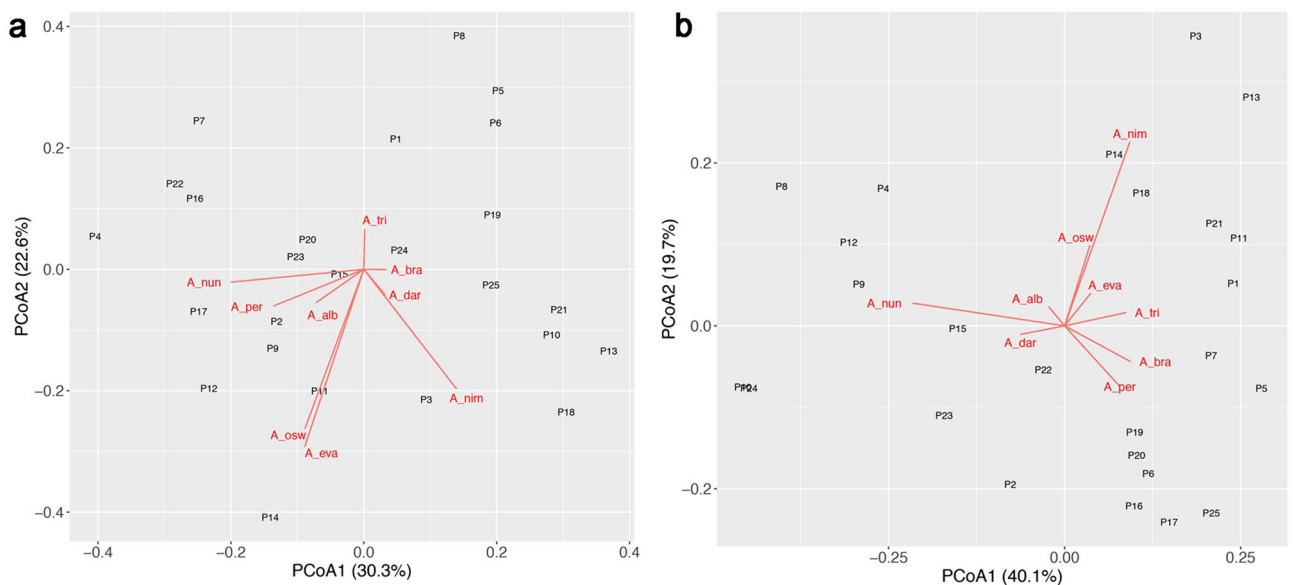 a
0.4
0.2
0.0
−0.2
−0.4
PCoA2 (22.6%)
P8
P5
P6
P7
P1
P22
P16
P19
A_tri
P4
P20
P24
P23
P15
A_bra
A_nun
P25
A_dar
A_per
A_alb
P17
P21
P2
P10
P9
P13
P12
P11
P3
A_nim
P18
A_osw
A_eva
P14
−0.4
−0.2
0.0
0.2
0.4
PCoA1 (30.3%)
b
0.2
0.0
−0.2
PCoA2 (19.7%)
P3
P13
A_nim
P14
P8
P4
P18
P21
A_osw
P11
P12
P9
A_eva
P1
A_alb
A_nun
A_tri
P15
A_dar
P7
A_bra
P22
P24
A_per
P5
P23
P19
P20
P6
P2
P16
P25
P17
−0.25
0.00
0.25
PCoA1 (40.1%)